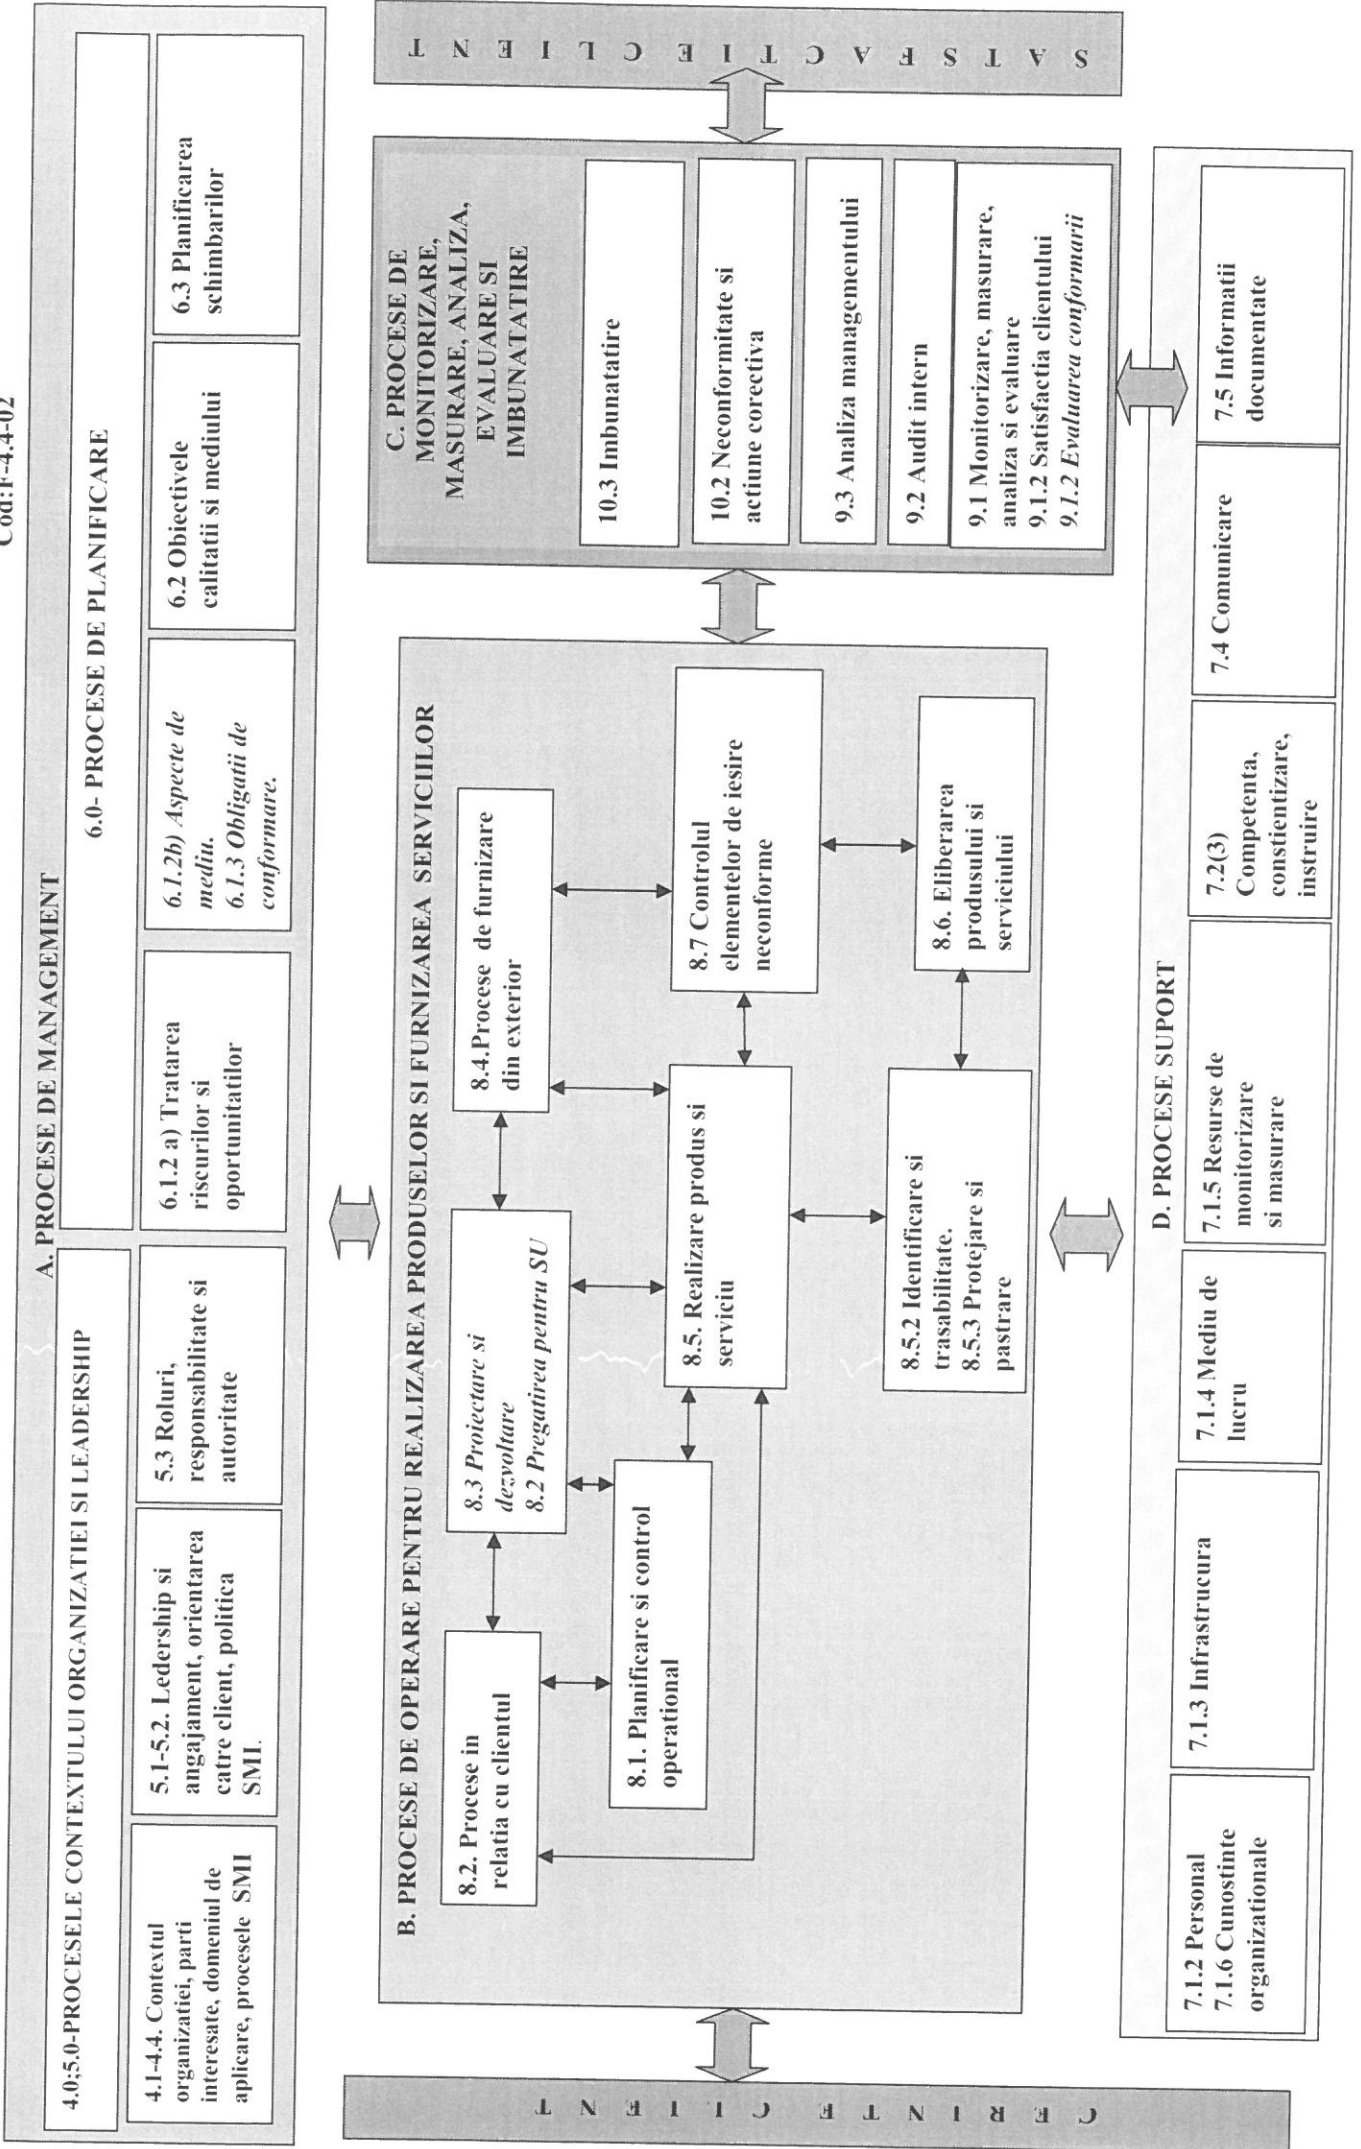 Cod:F-4.4-02
A. PROCESE DE MANAGEMENT
4.0;5.0-PROCESELE CONTEXTULUI ORGANIZATIEI SI LEADERSHIP
6.0- PROCESE DE PLANIFICARE
4.1-4.4. Contextul
organizatiei, parti
interesate, domeniul de
aplicare, procesele SMI
5.1-5.2. Ledership si
angajament, orientarea
catre client, politica
SMI.
5.3 Roluri,
responsabilitate si
autoritate
6.1.2 a) Tratarea
riscurilor si
oportunitatilor
6.1.2b) Aspecte de
mediu.
6.1.3 Obligatii de
conformare.
6.2 Obiectivele
calitatii si mediului
6.3 Planificarea
schimbarilor
CERINTE CLIENT
B. PROCESE DE OPERARE PENTRU REALIZAREA PRODUSELOR SI FURNIZAREA SERVICIILOR
8.2. Procese in
relatia cu clientul
8.3 Proiectare si
dezvoltare
8.2 Pregatirea pentru SU
8.4.Procese de furnizare
din exterior
8.1. Planificare si control
operational
8.5. Realizare produs si
serviciu
8.7 Controlul
elementelor de iesire
neconforme
8.5.2 Identificare si
trasabilitate.
8.5.3 Protejare si
pastrare
8.6. Eliberarea
produsului si
serviciului
C. PROCESE DE
MONITORIZARE,
MASURARE, ANALIZA,
EVALUARE SI
IMBUNATATIRE
10.3 Imbunatatire
10.2 Neconformitate si
actiune corectiva
9.3 Analiza managementului
9.2 Audit intern
9.1 Monitorizare, masurare,
analiza si evaluare
9.1.2 Satisfactia clientului
9.1.2 Evaluarea conformarii
SATSFACTIE CLIENT
D. PROCESE SUPORT
7.1.2 Personal
7.1.6 Cunostinte
organizationale
7.1.3 Infrastrucura
7.1.4 Mediu de
lucru
7.1.5 Resurse de
monitorizare
si masurare
7.2(3)
Competenta,
constientizare,
instruire
7.4 Comunicare
7.5 Informatii
documentate